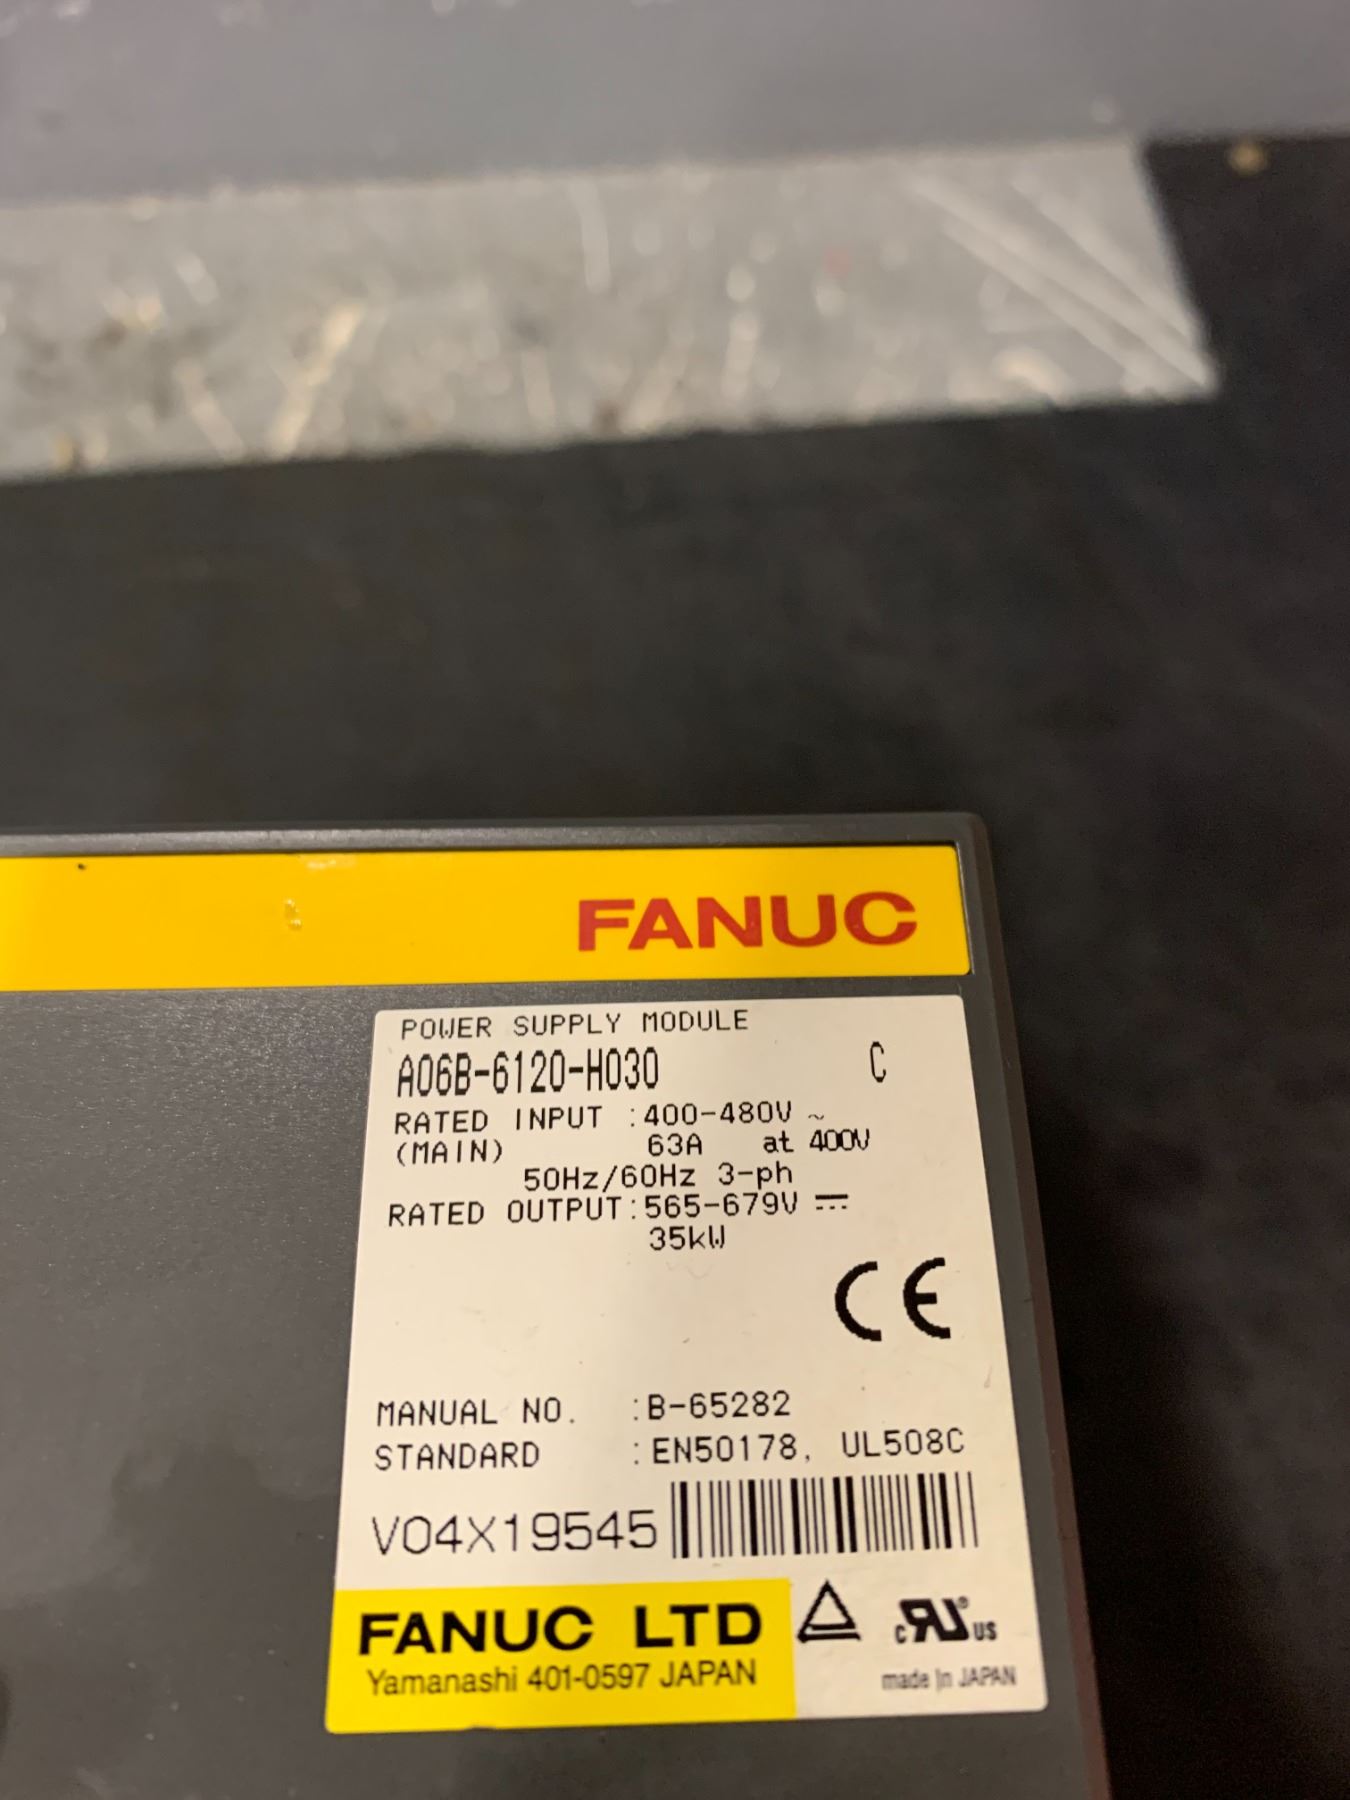 FANUC
POWER SUPPLY MODULE
A06B-6120-H030 C
RATED INPUT :400-480V ~
(MAIN) 63A at 400V
50Hz/60Hz 3-ph
RATED OUTPUT:565-679V ⎓
35kW
CE
MANUAL NO. :B-65282
STANDARD :EN50178, UL508C
V04X19545
FANUC LTD
Yamanashi 401-0597 JAPAN
c RU ® US
made in JAPAN